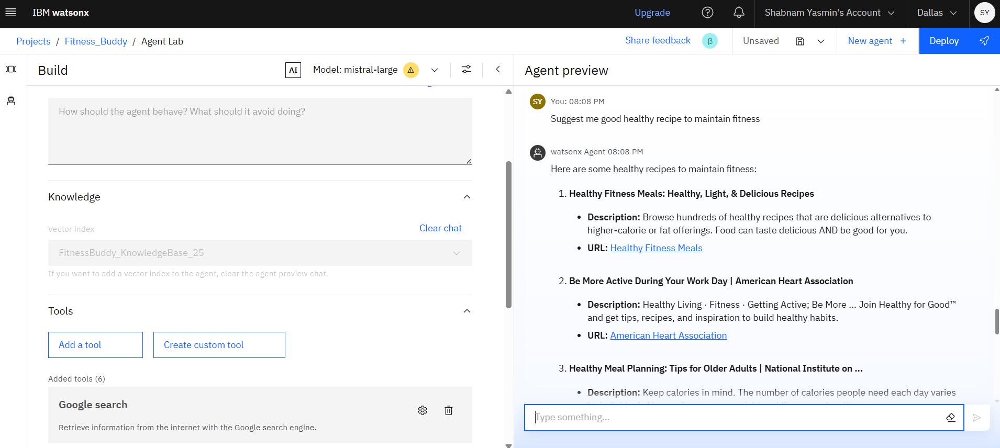 IBM watsonx
Upgrade
Shabnam Yasmin's Account
Dallas
SY
Projects / Fitness_Buddy / Agent Lab
Share feedback
β
Unsaved
New agent +
Deploy
Build
AI
Model: mistral-large
Agent preview
How should the agent behave? What should it avoid doing?
Knowledge
Vector index
Clear chat
FitnessBuddy_KnowledgeBase_25
If you want to add a vector index to the agent, clear the agent preview chat.
Tools
Add a tool
Create custom tool
Added tools (6)
Google search
Retrieve information from the internet with the Google search engine.
SY
You: 08:08 PM
Suggest me good healthy recipe to maintain fitness
watsonx Agent 08:08 PM
Here are some healthy recipes to maintain fitness:
1. Healthy Fitness Meals: Healthy, Light, & Delicious Recipes
• Description: Browse hundreds of healthy recipes that are delicious alternatives to
higher-calorie or fat offerings. Food can taste delicious AND be good for you.
• URL: Healthy Fitness Meals
2. Be More Active During Your Work Day | American Heart Association
• Description: Healthy Living · Fitness · Getting Active; Be More ... Join Healthy for Good™
and get tips, recipes, and inspiration to build healthy habits.
• URL: American Heart Association
3. Healthy Meal Planning: Tips for Older Adults | National Institute on ...
• Description: Keep calories in mind. The number of calories people need each day varies
Type something...